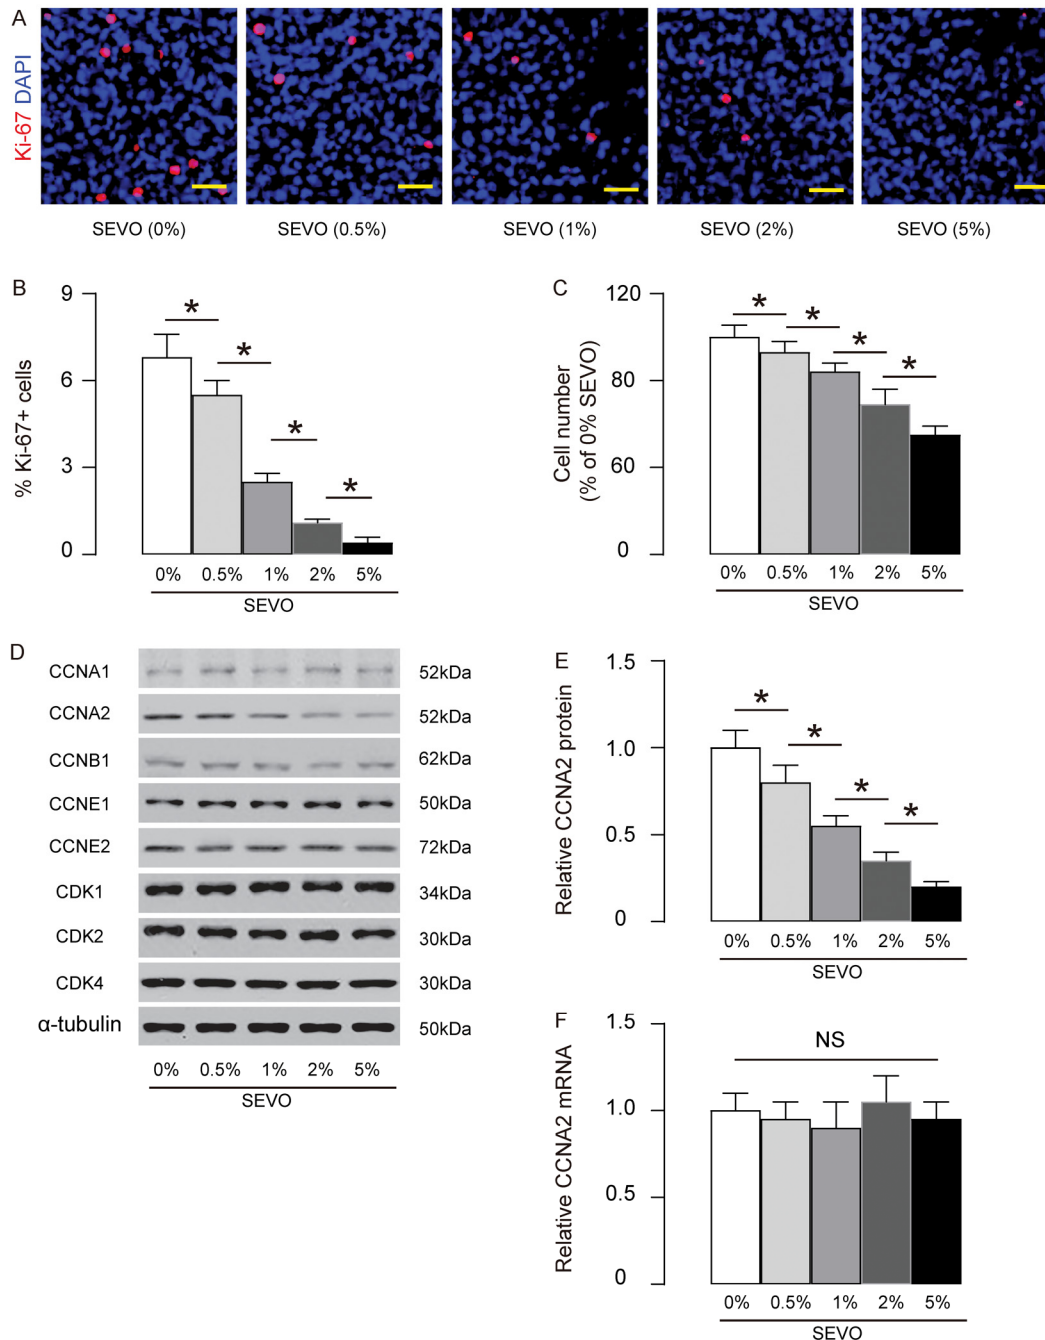 A
Ki-67 DAPI
SEVO (0%) SEVO (0.5%) SEVO (1%) SEVO (2%) SEVO (5%)
B
% Ki-67+ cells
9
6
3
0
* * * *
0% 0.5% 1% 2% 5%
SEVO
C
Cell number
(% of 0% SEVO)
120
80
60
0
* * * *
0% 0.5% 1% 2% 5%
SEVO
D
CCNA1 52kDa
CCNA2 52kDa
CCNB1 62kDa
CCNE1 50kDa
CCNE2 72kDa
CDK1 34kDa
CDK2 30kDa
CDK4 30kDa
α-tubulin 50kDa
0% 0.5% 1% 2% 5%
SEVO
E
Relative CCNA2 protein
1.5
1.0
0.5
0
* * * *
0% 0.5% 1% 2% 5%
SEVO
F
Relative CCNA2 mRNA
1.5
1.0
0.5
0
NS
0% 0.5% 1% 2% 5%
SEVO